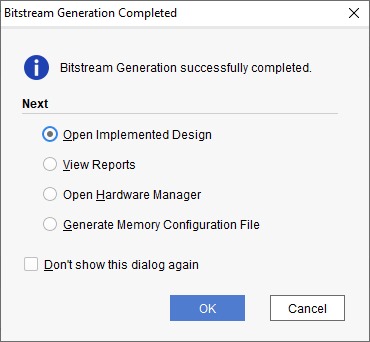 Bitstream Generation Completed
Bitstream Generation successfully completed.
Next
Open Implemented Design
View Reports
Open Hardware Manager
Generate Memory Configuration File
Don't show this dialog again
OK
Cancel